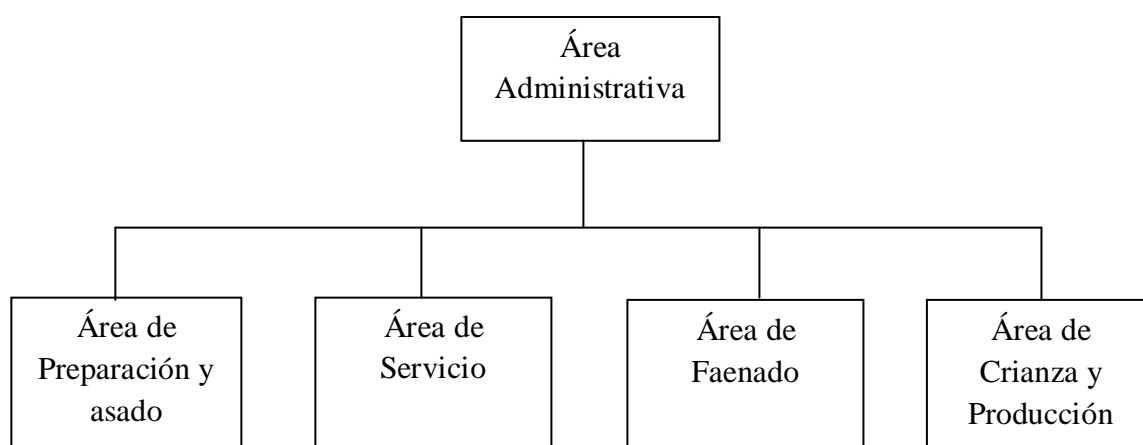 Área
Administrativa
Área de
Preparación y
asado
Área de
Servicio
Área de
Faenado
Área de
Crianza y
Producción